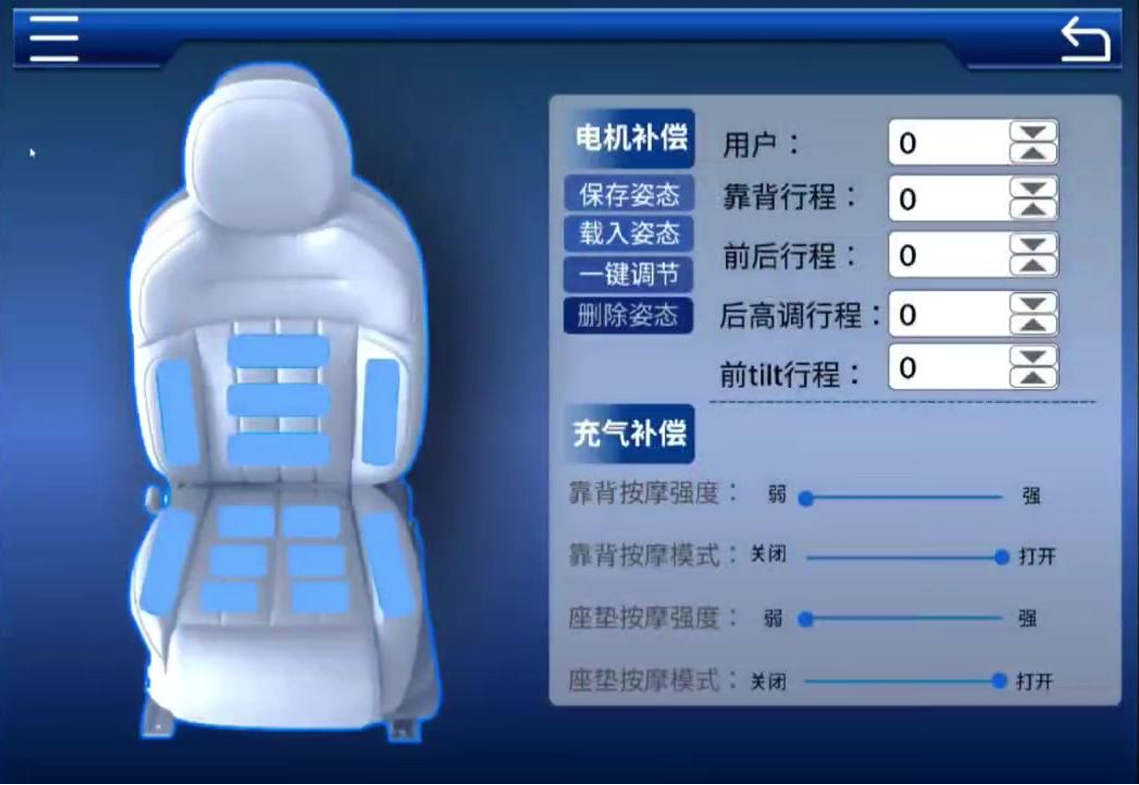 电机补偿
保存姿态
载入姿态
一键调节
删除姿态
用户： 0
靠背行程： 0
前后行程： 0
后高调行程： 0
前tilt行程： 0
充气补偿
靠背按摩强度： 弱 强
靠背按摩模式： 关闭 打开
座垫按摩强度： 弱 强
座垫按摩模式： 关闭 打开